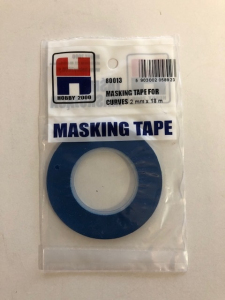 H
HOBBY 2000
80013
MASKING TAPE FOR
CURVES 2 mm x 18 m
MASKING TAPE